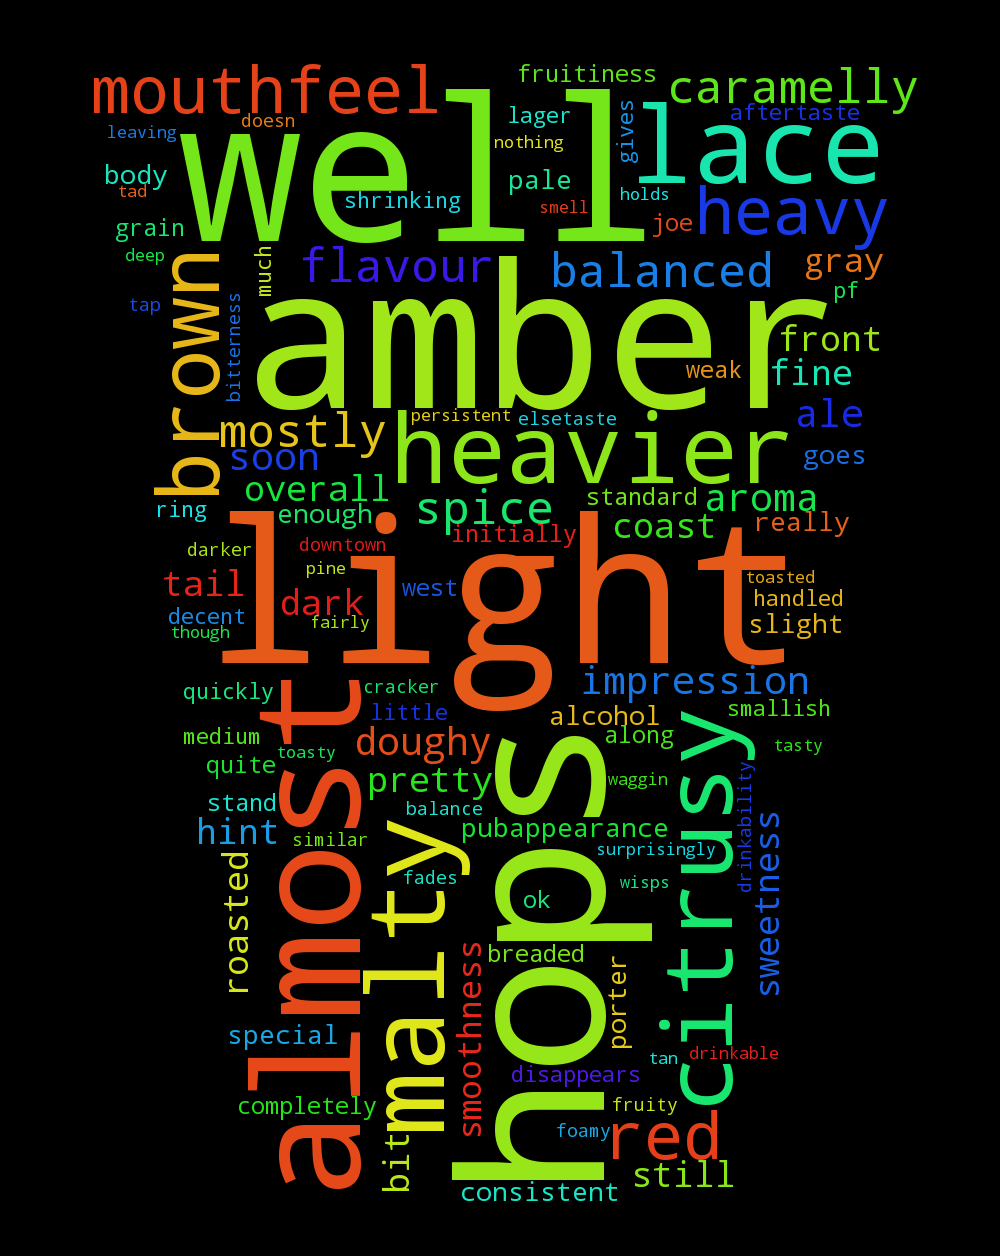 mouthfeel
fruitiness
caramelly
well
lace
leaving
doesn
lager
nothing
gives
aftertaste
body
tad
shrinking
pale
smell
holds
joe
heavy
grain
deep
much
flavour
balanced
gray
tap
bitterness
brown
amber
pf
front
weak
fine
mostly
persistent
elsetaste
ale
soon
heavier
goes
overall
spice
standard
aroma
ring
enough
initially
coast
really
darker
downtown
pine
light
toasted
tail
dark
west
handled
decent
fairly
slight
though
quickly
cracker
impression
little
alcohol
smallish
medium
toasty
doughy
along
tasty
quite
pretty
waggin
stand
balance
pubappearance
drinkability
hint
similar
surprisingly
almost
malty
hops
citrusy
sweetness
roasted
fades
ok
wisps
smoothness
breaded
porter
special
tan
drinkable
disappears
completely
fruity
bit
foamy
red
consistent
still